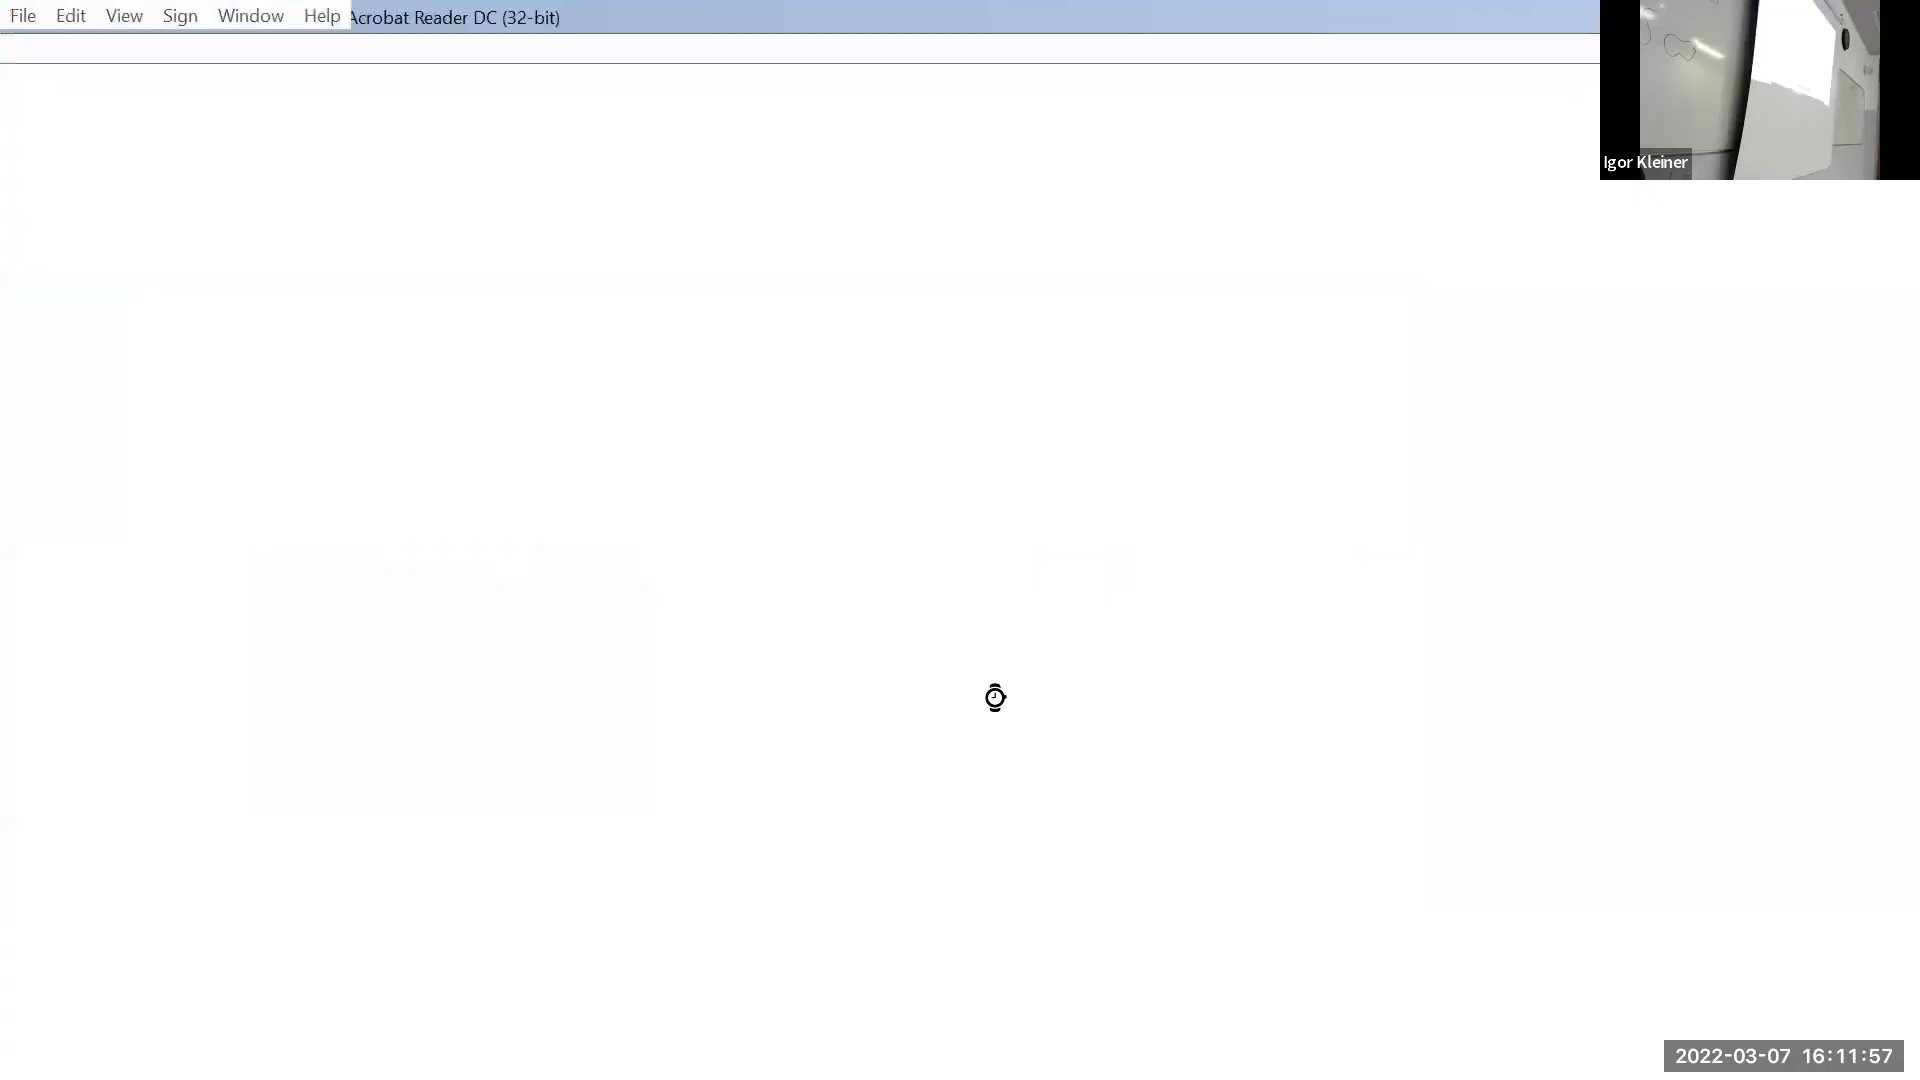 File Edit View Sign Window Help Acrobat Reader DC (32-bit)
Igor Kleiner
2022-03-07 16:11:57